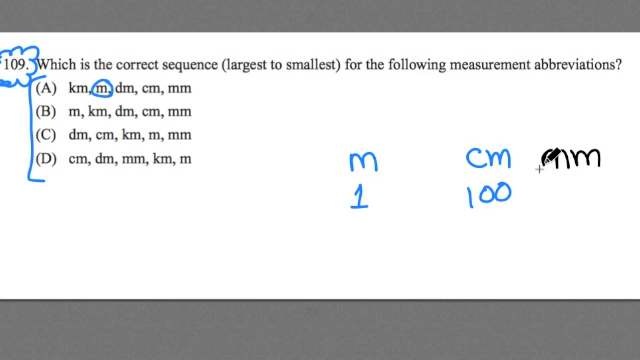 109. Which is the correct sequence (largest to smallest) for the following measurement abbreviations?
(A) km, m, dm, cm, mm
(B) m, km, dm, cm, mm
(C) dm, cm, km, m, mm
(D) cm, dm, mm, km, m
m cm mm
1 100